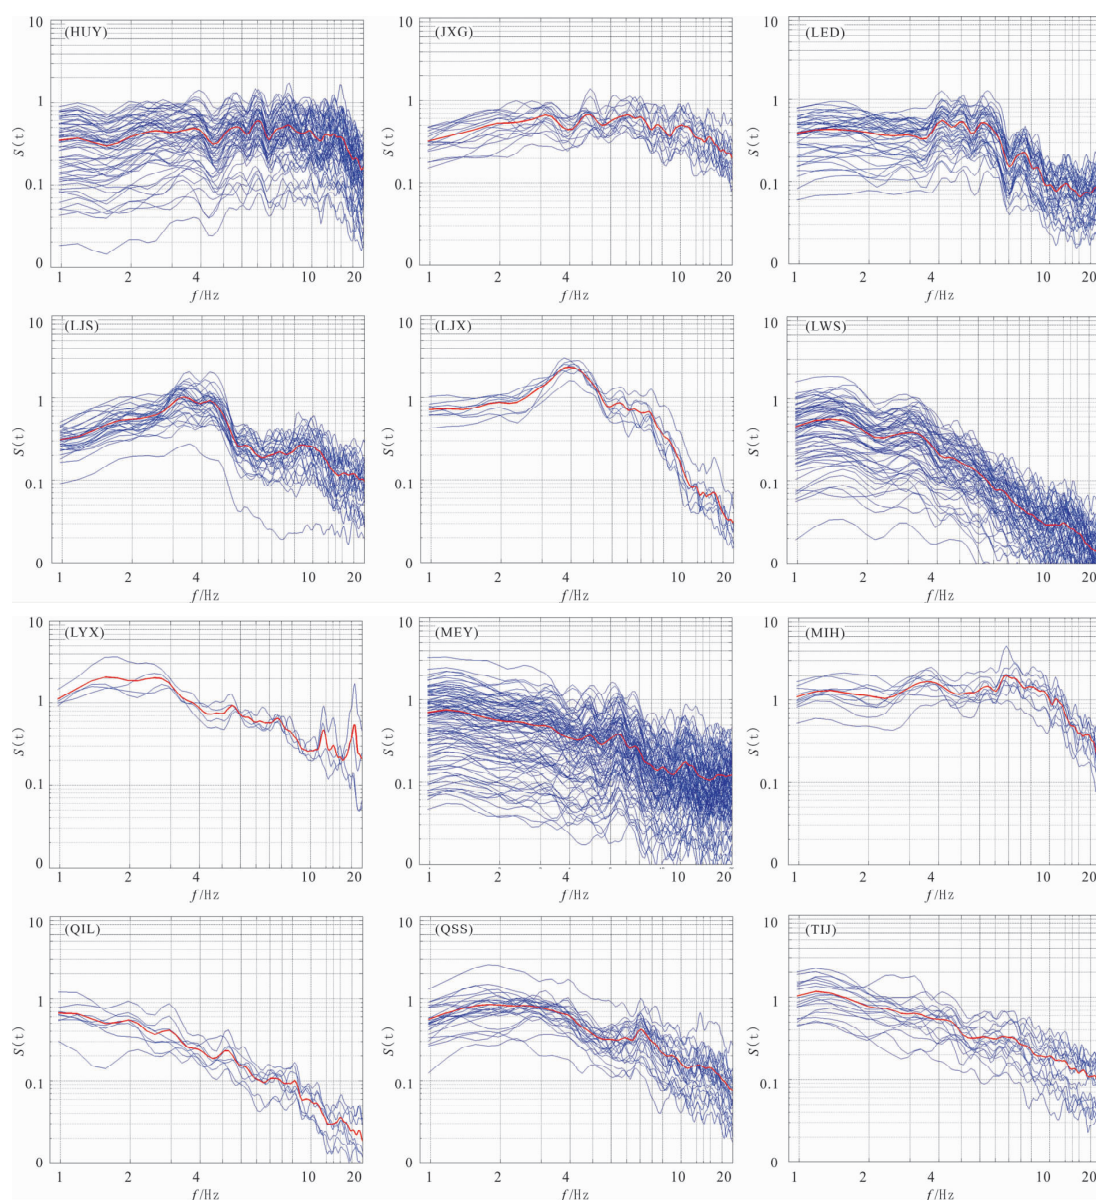 (HUY) (JXG) (LED)
10 10 10
1 1 1
S(t) S(t) S(t)
0.1 0.1 0.1
0 0 0
1 2 4 10 20 1 2 4 10 20 1 2 4 10 20
f/Hz f/Hz f/Hz
(LJS) (LJX) (LWS)
10 10 10
1 1 1
S(t) S(t) S(t)
0.1 0.1 0.1
0 0 0
1 2 4 10 20 1 2 4 10 20 1 2 4 10 20
f/Hz f/Hz f/Hz
(LYX) (MEY) (MIH)
10 10 10
1 1 1
S(t) S(t) S(t)
0.1 0.1 0.1
0 0 0
1 2 4 10 20 1 2 4 10 20 1 2 4 10 20
f/Hz f/Hz f/Hz
(QIL) (QSS) (TIJ)
10 10 10
1 1 1
S(t) S(t) S(t)
0.1 0.1 0.1
0 0 0
1 2 4 10 20 1 2 4 10 20 1 2 4 10 20
f/Hz f/Hz f/Hz